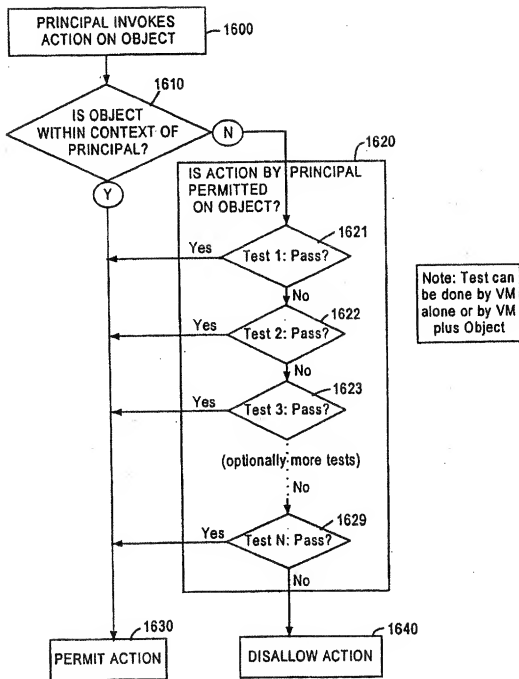 PRINCIPAL INVOKES
ACTION ON OBJECT
1600
1610
IS OBJECT
WITHIN CONTEXT OF
PRINCIPAL?
N
Y
1620
IS ACTION BY PRINCIPAL
PERMITTED
ON OBJECT?
1621
Yes
Test 1: Pass?
No
1622
Yes
Test 2: Pass?
No
1623
Yes
Test 3: Pass?
(optionally more tests)
No
1629
Yes
Test N: Pass?
No
Note: Test can
be done by VM
alone or by VM
plus Object
1630
PERMIT ACTION
1640
DISALLOW ACTION